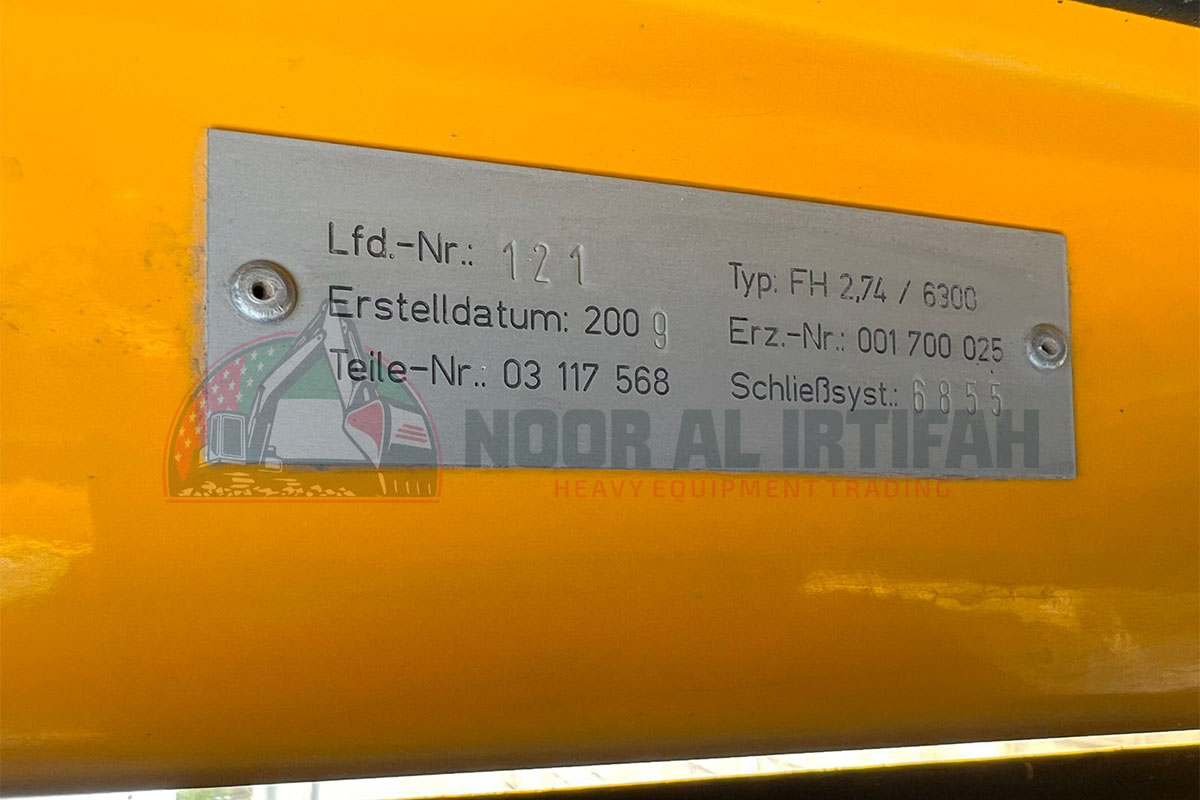 Lfd.-Nr.: 121
Erstelldatum: 2009
Teile-Nr.: 03 117 568
Typ: FH 2,74 / 6300
Erz.-Nr.: 001 700 025
Schließsyst.: 6855
NOOR AL IRTIFAH
HEAVY EQUIPMENT TRADING